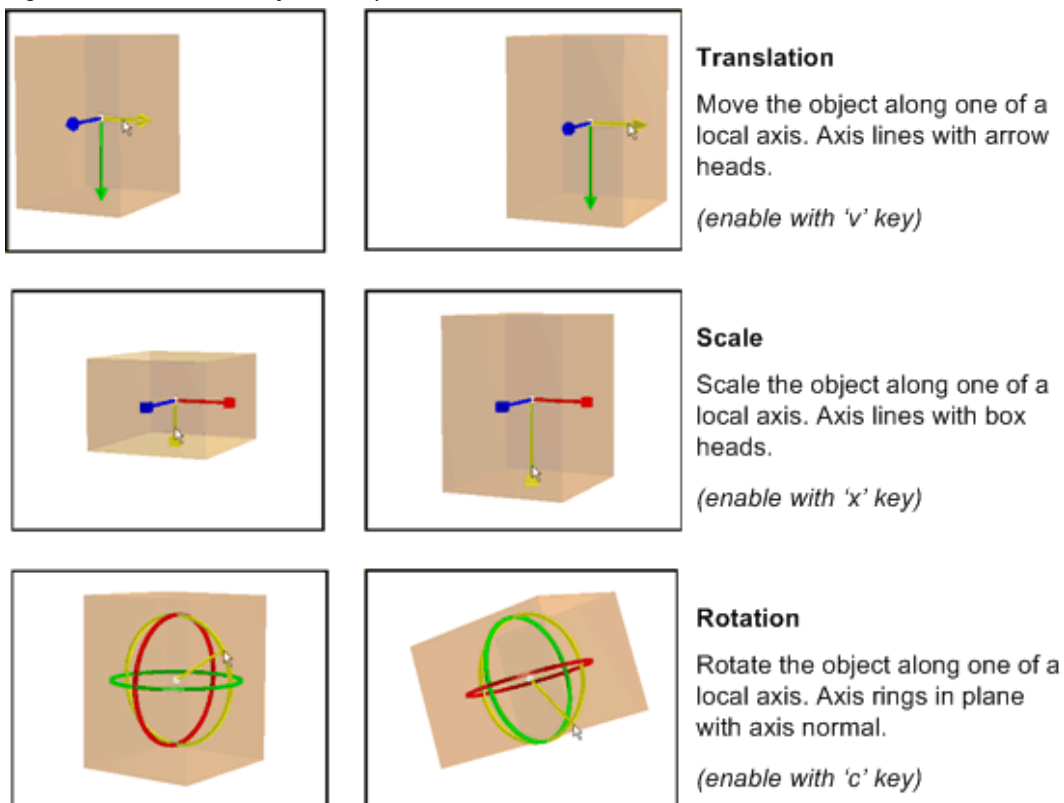 Translation
Move the object along one of a
local axis. Axis lines with arrow
heads.
(enable with ‘v’ key)
Scale
Scale the object along one of a
local axis. Axis lines with box
heads.
(enable with ‘x’ key)
Rotation
Rotate the object along one of a
local axis. Axis rings in plane
with axis normal.
(enable with ‘c’ key)